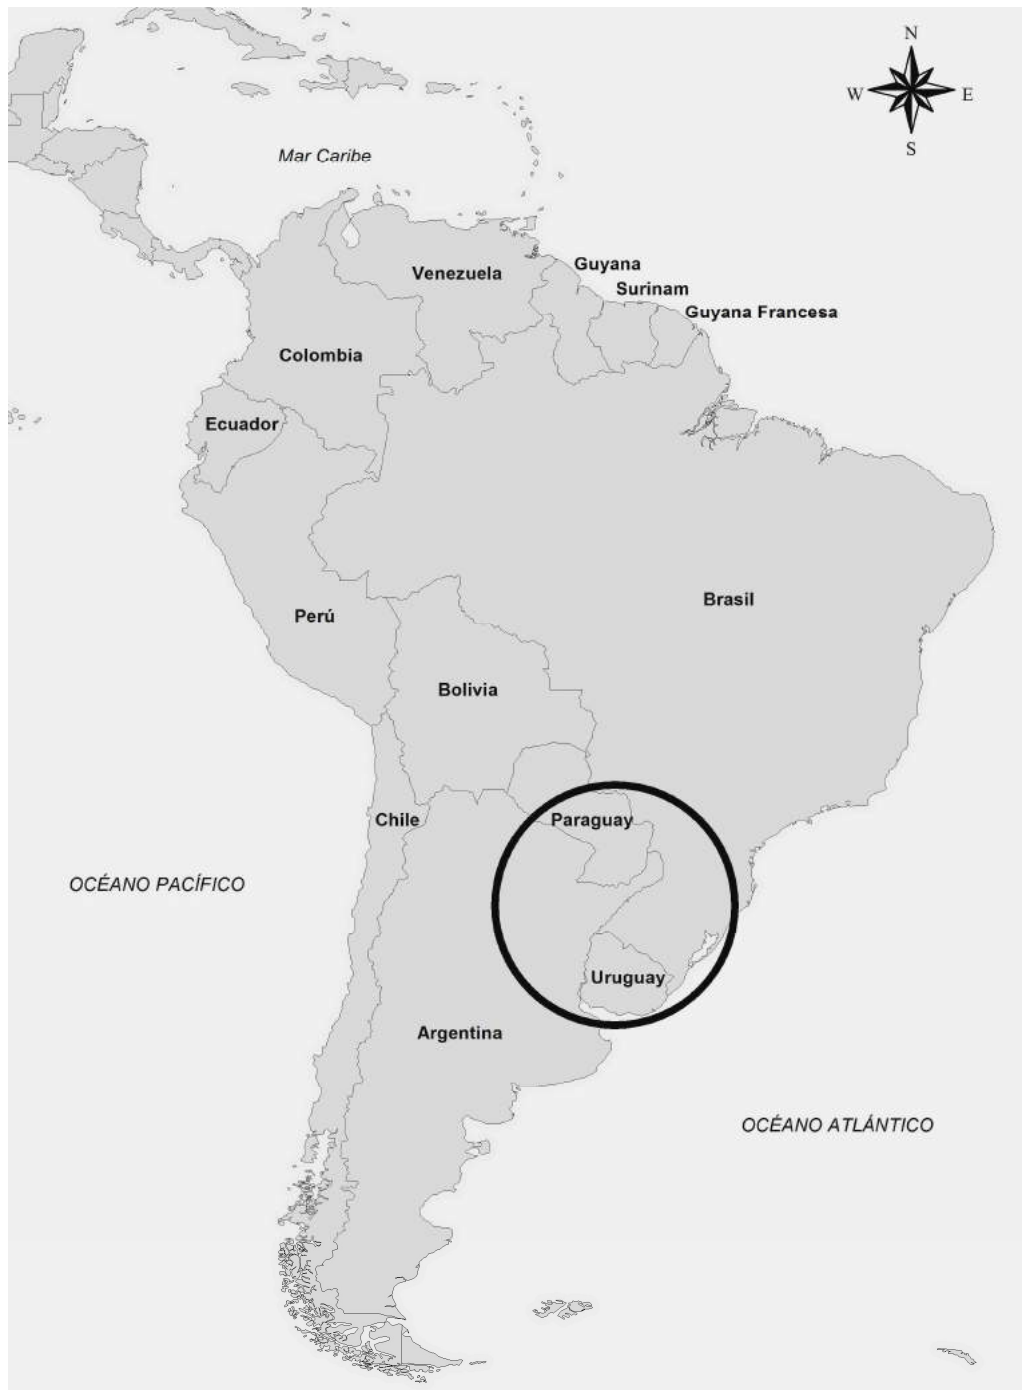 N
W E
S
Mar Caribe
Guyana
Venezuela
Surinam
Guyana Francesa
Colombia
Ecuador
Brasil
Perú
Bolivia
Chile
Paraguay
OCÉANO PACÍFICO
Uruguay
Argentina
OCÉANO ATLÁNTICO